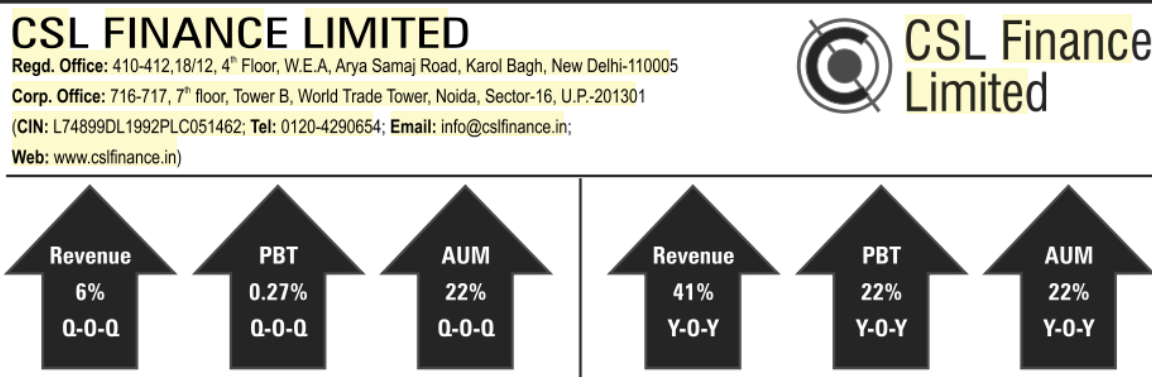 CSL FINANCE LIMITED
Regd. Office: 410-412,18/12, 4th Floor, W.E.A, Arya Samaj Road, Karol Bagh, New Delhi-110005
Corp. Office: 716-717, 7th floor, Tower B, World Trade Tower, Noida, Sector-16, U.P.-201301
(CIN: L74899DL1992PLC051462; Tel: 0120-4290654; Email: info@cslfinance.in;
Web: www.cslfinance.in)
CSL Finance
Limited
Revenue
6%
Q-O-Q
PBT
0.27%
Q-O-Q
AUM
22%
Q-O-Q
Revenue
41%
Y-O-Y
PBT
22%
Y-O-Y
AUM
22%
Y-O-Y